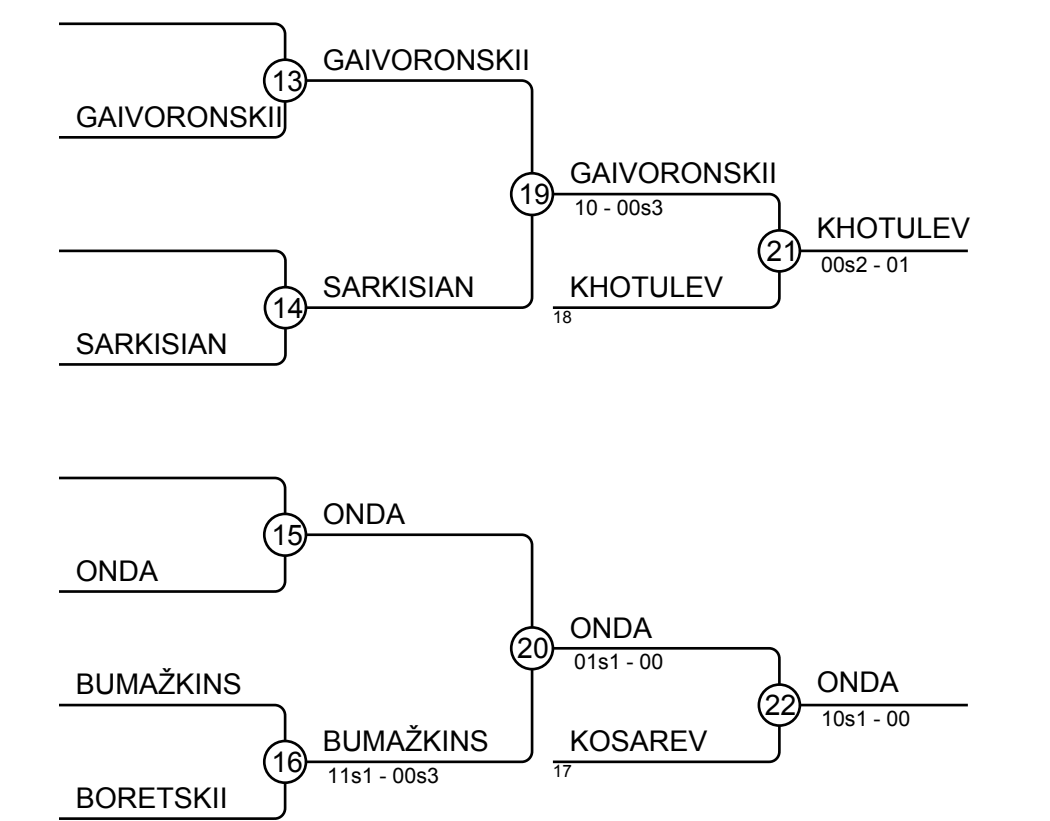 GAIVORONSKII
13
GAIVORONSKII
GAIVORONSKII
19
10 - 00s3
KHOTULEV
21
00s2 - 01
SARKISIAN
KHOTULEV
14
18
SARKISIAN
ONDA
15
ONDA
ONDA
20
01s1 - 00
BUMAŽKINS
ONDA
22
10s1 - 00
BUMAŽKINS
KOSAREV
16
17
11s1 - 00s3
BORETSKII